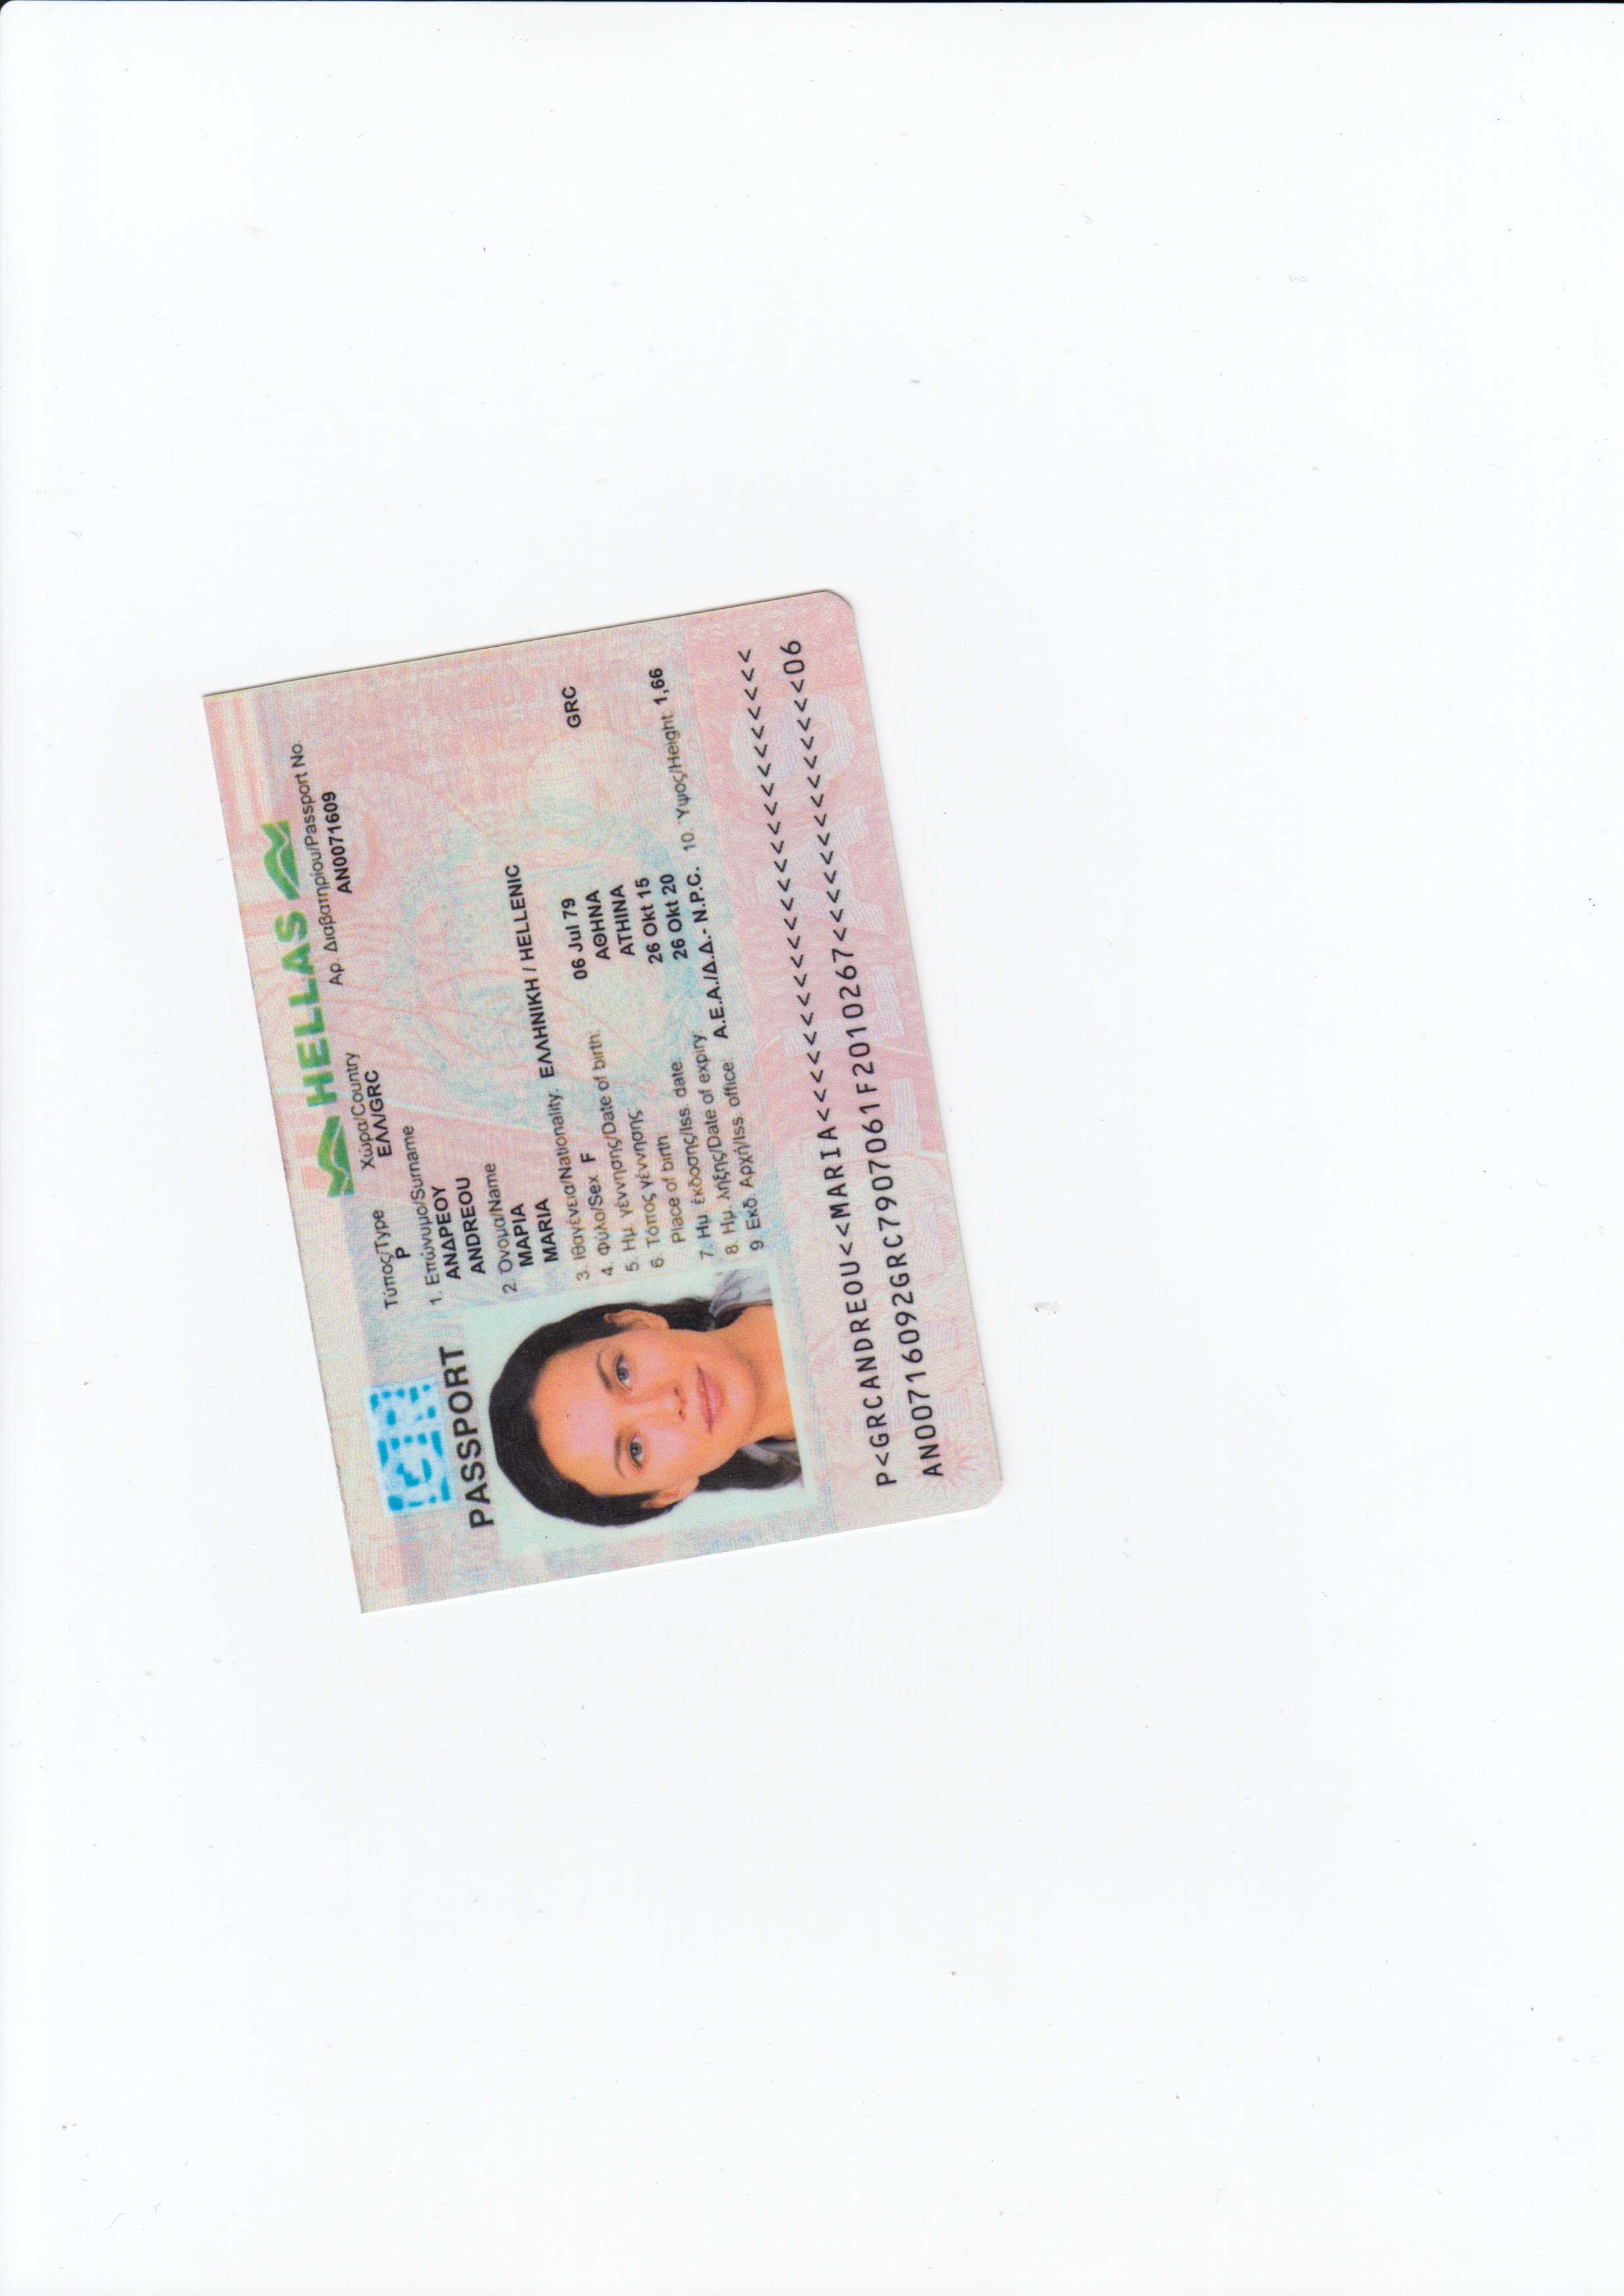 HELLAS
PASSPORT
Τύπος/Type Χώρα/Country Αρ. Διαβατηρίου/Passport No.
P ΕΛΛ/GRC AN0071609
1. Επώνυμο/Surname
ΑΝΔΡΕΟΥ
ANDREOU
2. Όνομα/Name
ΜΑΡΙΑ
MARIA
3. Ιθαγένεια/Nationality. ΕΛΛΗΝΙΚΗ / HELLENIC GRC
4. Φύλο/Sex. F
5. Ημ. γέννησης/Date of birth: 06 Jul 79
6. Τόπος γέννησης: ΑΘΗΝΑ
Place of birth: ATHINA
7. Ημ. έκδοσης/Iss. date: 26 Okt 15
8. Ημ. λήξης/Date of expiry. 26 Okt 20
9. Εκδ. Αρχή/Iss. office: Α.Ε.Α./Δ.Δ.- N.P.C. 10. Ύψος/Height: 1,66
P<GRCANDREOU<<MARIA<<<<<<<<<<<<<<<<<<<<<<<<<
AN00716092GRC7907061F2010267<<<<<<<<<<<<<<06